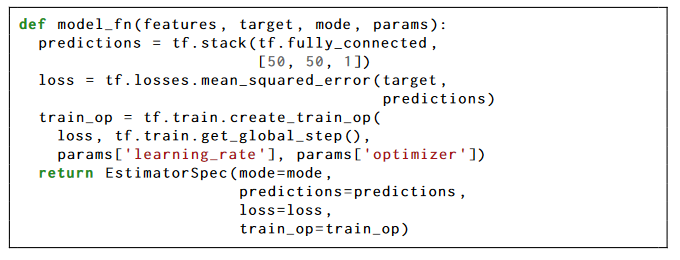 def model_fn(features, target, mode, params):
  predictions = tf.stack(tf.fully_connected,
                         [50, 50, 1])
  loss = tf.losses.mean_squared_error(target,
                                      predictions)
  train_op = tf.train.create_train_op(
    loss, tf.train.get_global_step(),
    params['learning_rate'], params['optimizer'])
  return EstimatorSpec(mode=mode,
                       predictions=predictions,
                       loss=loss,
                       train_op=train_op)